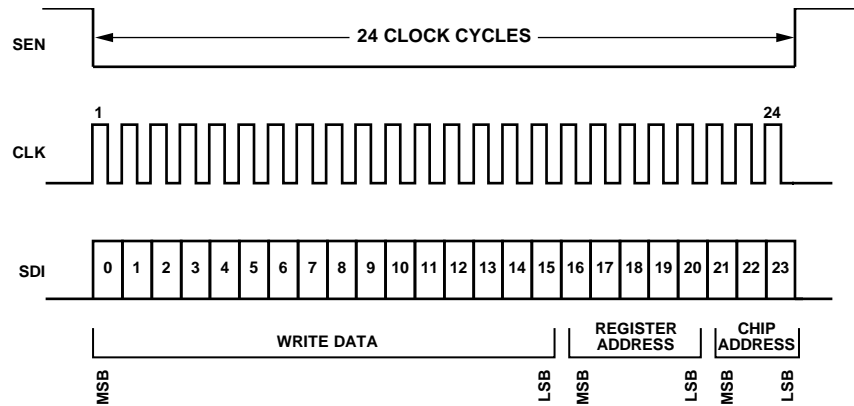 24 CLOCK CYCLES
SEN
1 24
CLK
SDI 0 1 2 3 4 5 6 7 8 9 10 11 12 13 14 15 16 17 18 19 20 21 22 23
WRITE DATA
REGISTER
ADDRESS
CHIP
ADDRESS
MSB LSB MSB LSB MSB LSB